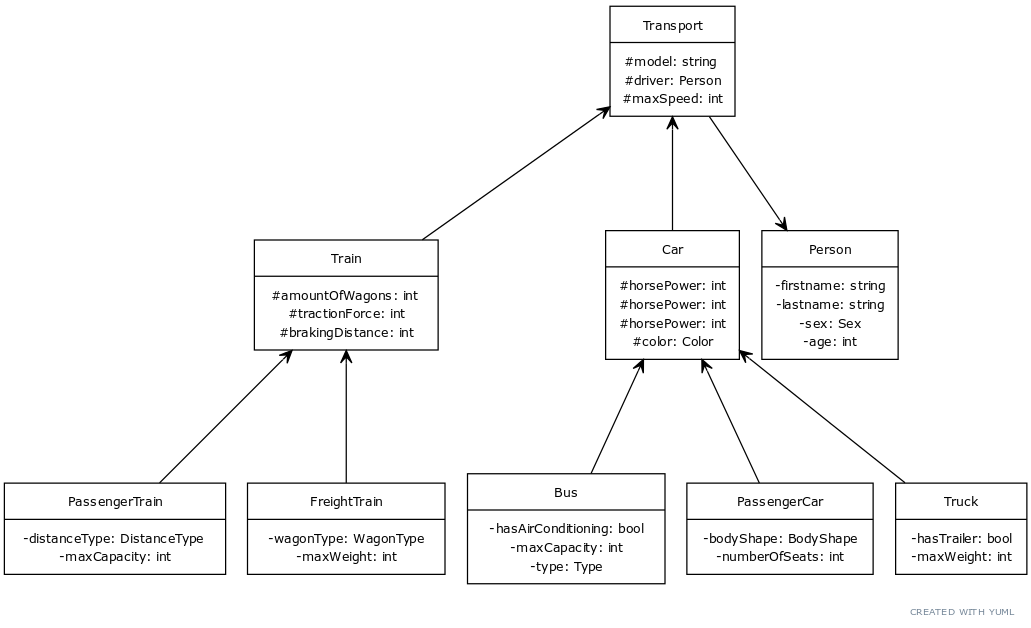 Transport
#model: string
#driver: Person
#maxSpeed: int
Train
#amountOfWagons: int
#tractionForce: int
#brakingDistance: int
Car
#horsePower: int
#horsePower: int
#horsePower: int
#color: Color
Person
-firstname: string
-lastname: string
-sex: Sex
-age: int
PassengerTrain
-distanceType: DistanceType
-maxCapacity: int
FreightTrain
-wagonType: WagonType
-maxWeight: int
Bus
-hasAirConditioning: bool
-maxCapacity: int
-type: Type
PassengerCar
-bodyShape: BodyShape
-numberOfSeats: int
Truck
-hasTrailer: bool
-maxWeight: int
CREATED WITH YUML